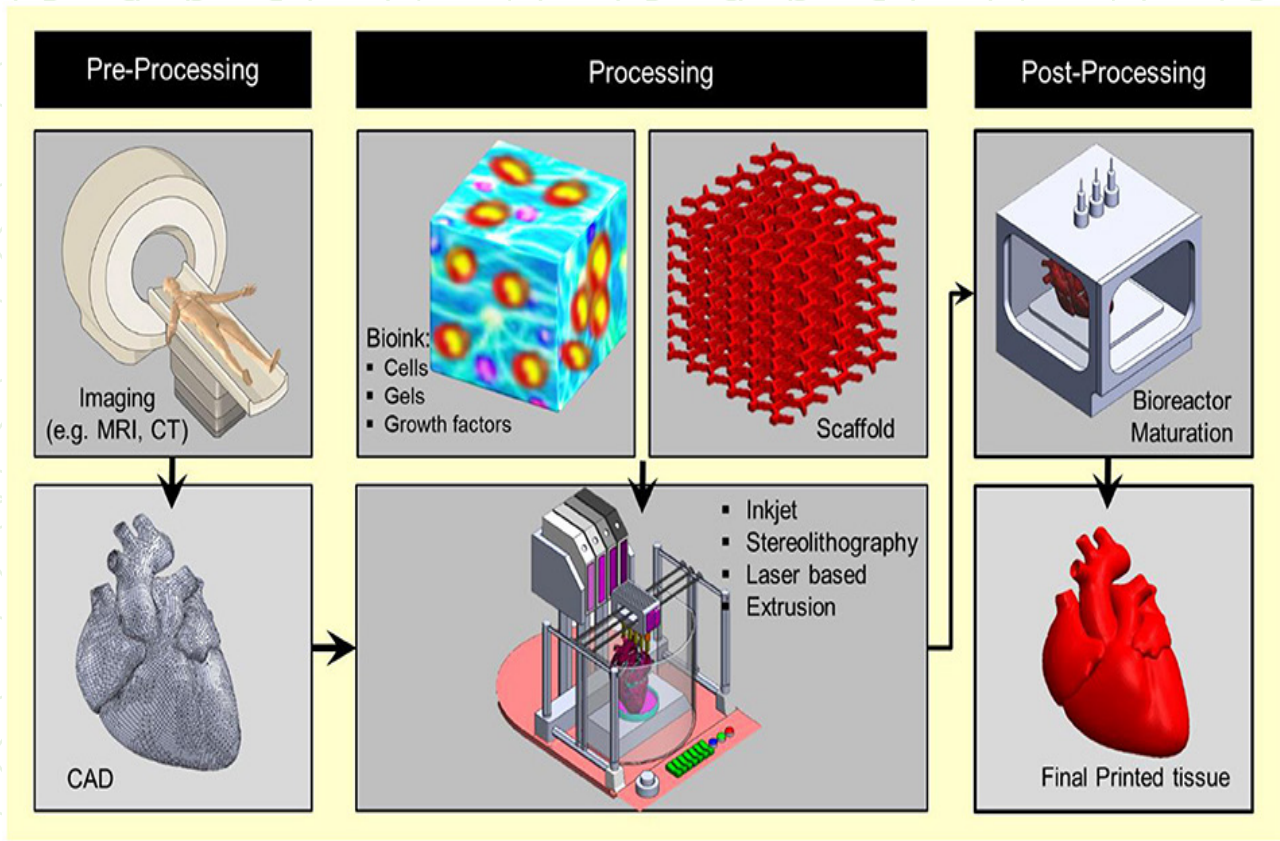 Pre-Processing
Processing
Post-Processing
Imaging
(e.g. MRI, CT)
Bioink:
▪ Cells
▪ Gels
▪ Growth factors
Scaffold
Bioreactor
Maturation
CAD
▪ Inkjet
▪ Stereolithography
▪ Laser based
▪ Extrusion
Final Printed tissue